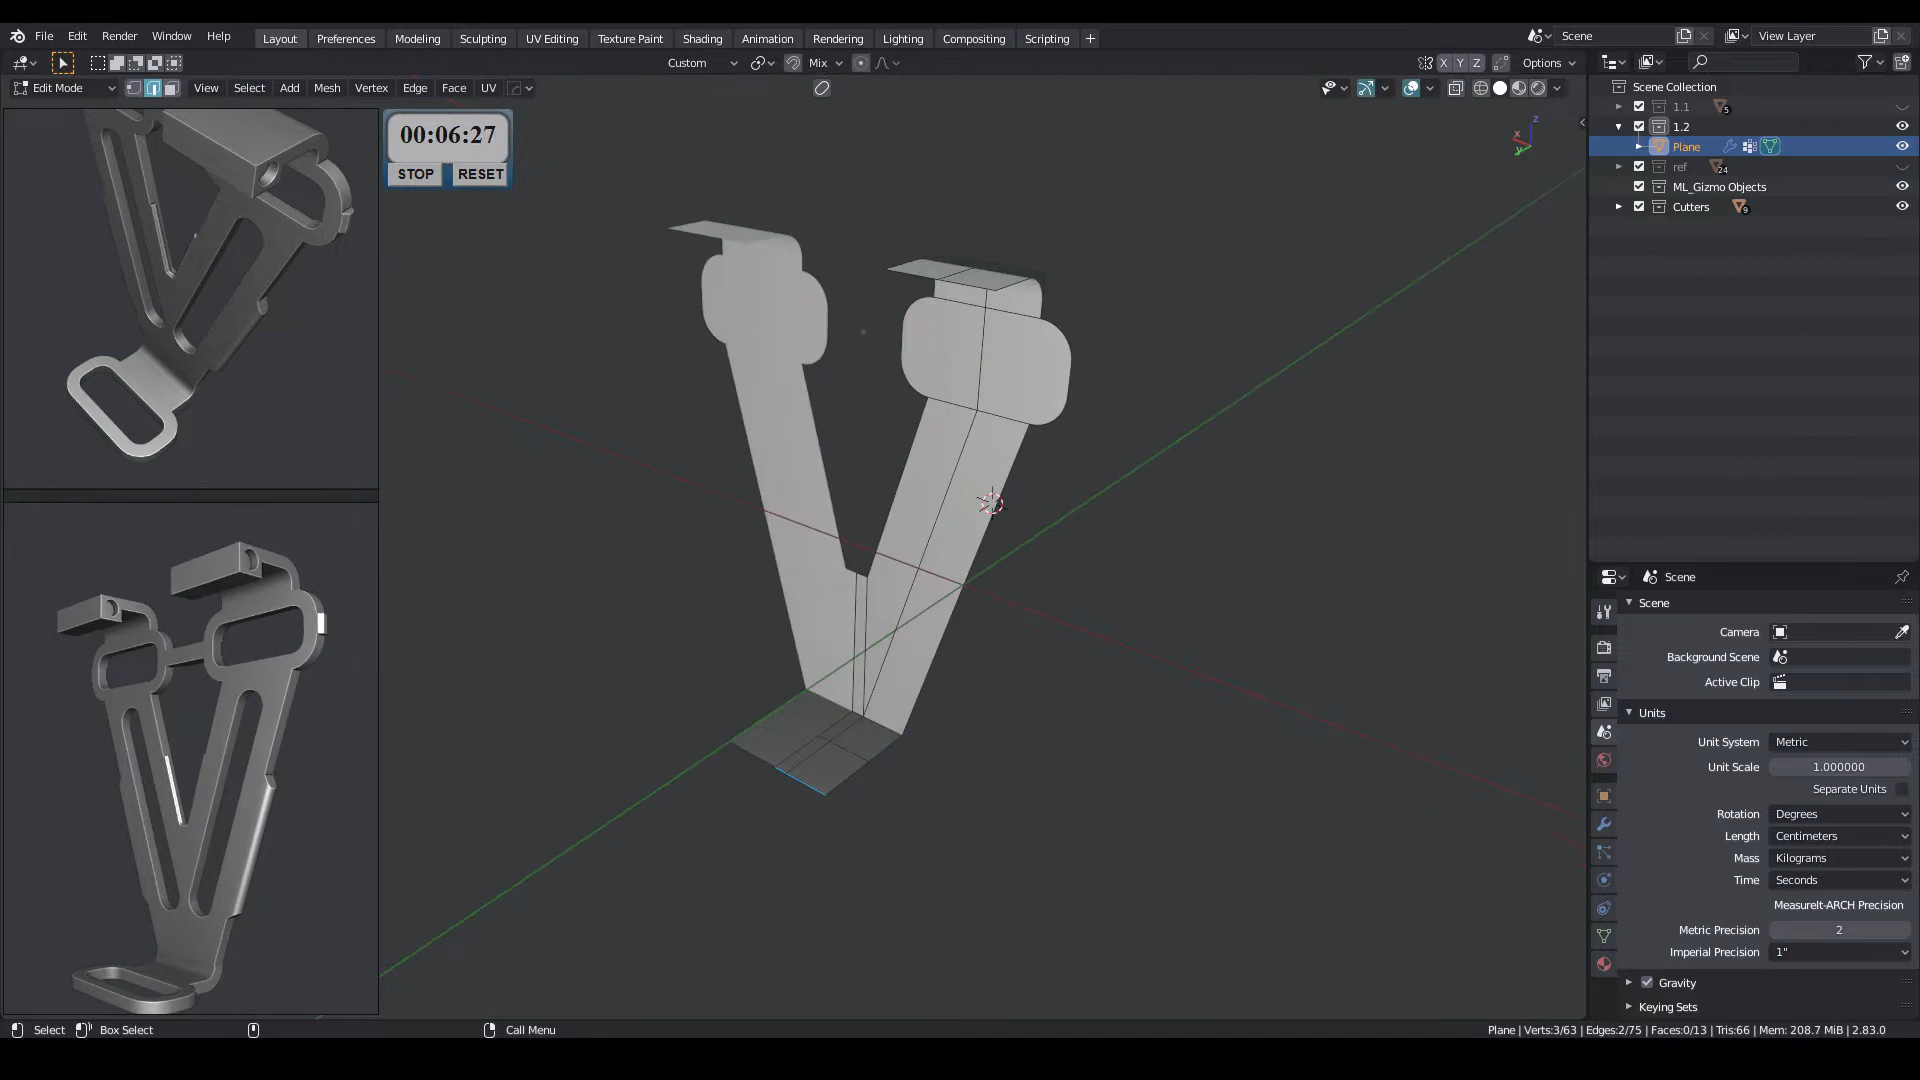 File Edit Render Window Help Layout Preferences Modeling Sculpting UV Editing Texture Paint Shading Animation Rendering Lighting Compositing Scripting + Scene View Layer
Custom Mix X Y Z Options
Edit Mode View Select Add Mesh Vertex Edge Face UV
00:06:27
STOP RESET
Z
X
Y
Scene Collection
1.1 5
1.2
Plane
ref 24
ML_Gizmo Objects
Cutters 9
Scene
Scene
Camera
Background Scene
Active Clip
Units
Unit System Metric
Unit Scale 1.000000
Separate Units
Rotation Degrees
Length Centimeters
Mass Kilograms
Time Seconds
MeasureIt-ARCH Precision
Metric Precision 2
Imperial Precision 1"
Gravity
Keying Sets
Select Box Select Call Menu Plane | Verts:3/63 | Edges:2/75 | Faces:0/13 | Tris:66 | Mem: 208.7 MiB | 2.83.0